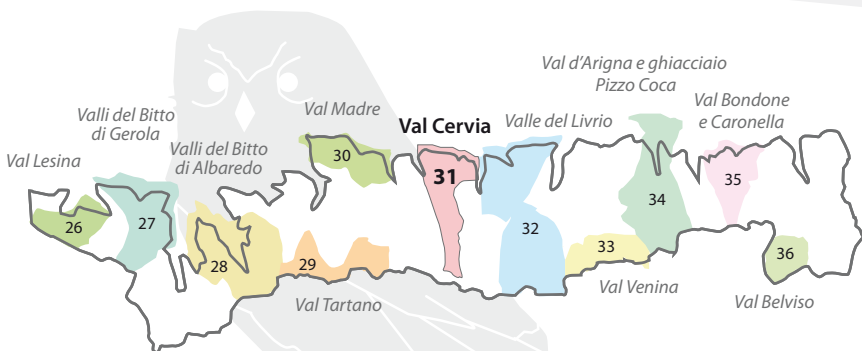 Val d'Arigna e ghiacciaio
Pizzo Coca
Val Bondone
e Caronella
Valli del Bitto
di Gerola
Val Madre
Val Cervia
Valle del Livrio
Val Lesina
Valli del Bitto
di Albaredo
30
31
35
34
26
27
28
29
32
33
36
Val Tartano
Val Venina
Val Belviso